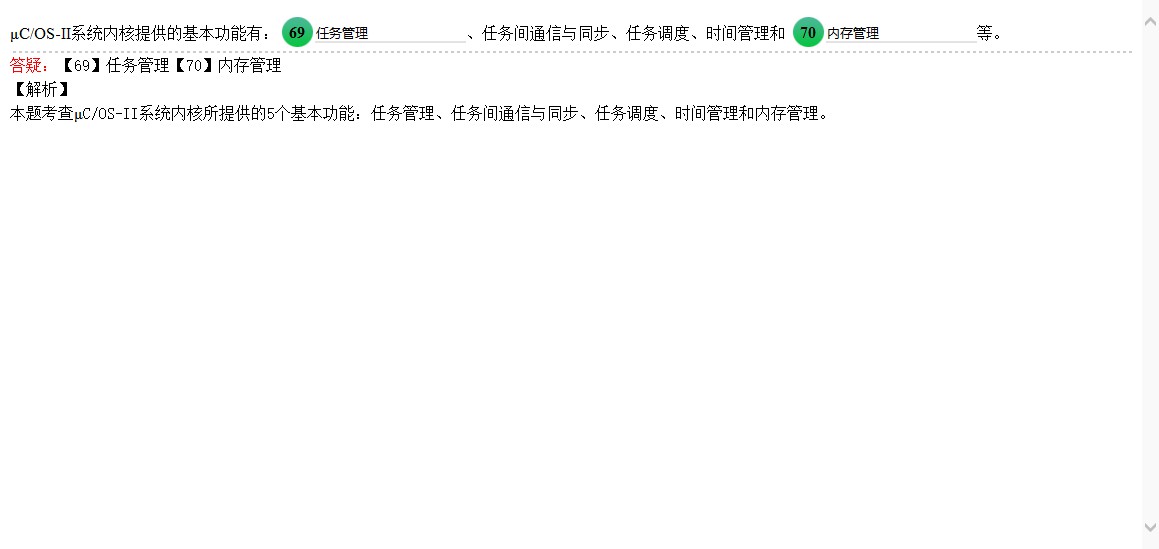 μC/OS-II系统内核提供的基本功能有： 69 任务管理 、任务间通信与同步、任务调度、时间管理和 70 内存管理 等。
答疑：【69】任务管理【70】内存管理
【解析】
本题考查μC/OS-II系统内核所提供的5个基本功能：任务管理、任务间通信与同步、任务调度、时间管理和内存管理。